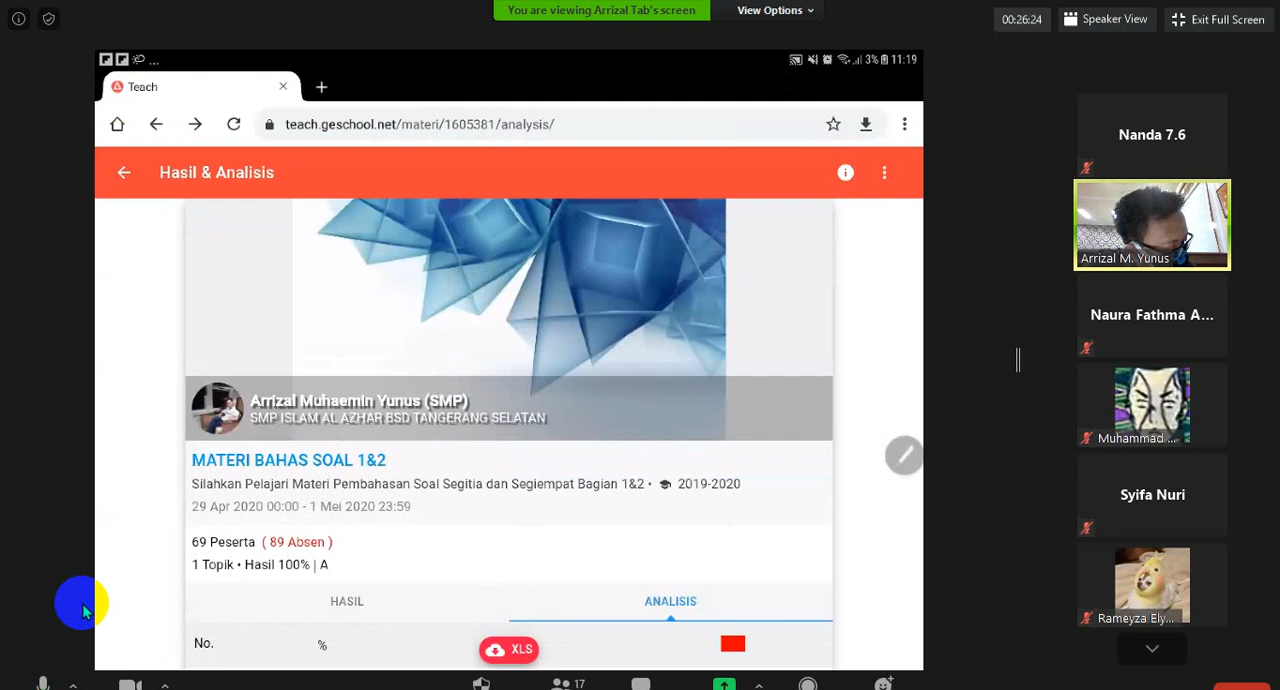 You are viewing Arrizal Tab's screen
View Options
00:26:24
Speaker View
Exit Full Screen
... 3% 11:19
Teach
teach.geschool.net/materi/1605381/analysis/
Hasil & Analisis
Arrizal Muhaemin Yunus (SMP)
SMP ISLAM AL AZHAR BSD TANGERANG SELATAN
MATERI BAHAS SOAL 1&2
Silahkan Pelajari Materi Pembahasan Soal Segitia dan Segiempat Bagian 1&2 • 2019-2020
29 Apr 2020 00:00 - 1 Mei 2020 23:59
69 Peserta ( 89 Absen )
1 Topik • Hasil 100% | A
HASIL
ANALISIS
No.
%
XLS
17
Nanda 7.6
Arrizal M. Yunus
Naura Fathma A...
Muhammad ...
Syifa Nuri
Rameyza Ely...